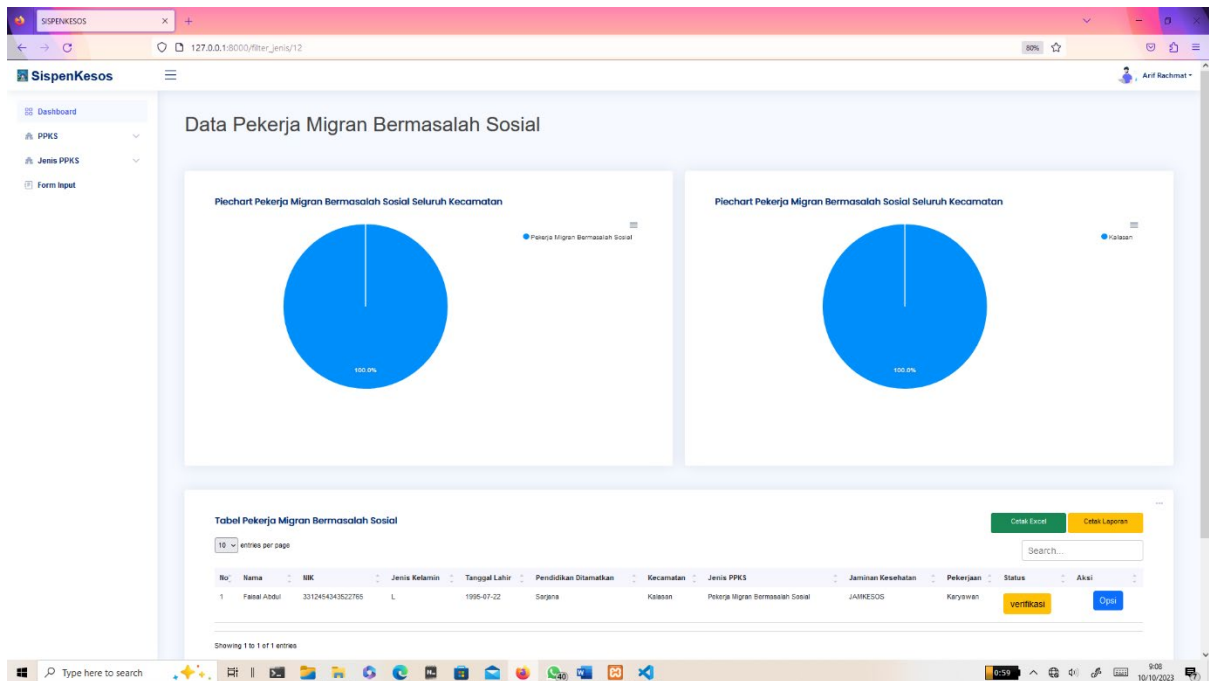 SISPENKESOS
127.0.0.1:8000/filter_jenis/12
80%
SispenKesos
Arif Rachmat
Dashboard
PPKS
Jenis PPKS
Form Input
Data Pekerja Migran Bermasalah Sosial
Piechart Pekerja Migran Bermasalah Sosial Seluruh Kecamatan
Pekerja Migran Bermasalah Sosial
100.0%
Piechart Pekerja Migran Bermasalah Sosial Seluruh Kecamatan
Kalasan
100.0%
Tabel Pekerja Migran Bermasalah Sosial
Cetak Excel Cetak Laporan
10 entries per page
Search...
No Nama NIK Jenis Kelamin Tanggal Lahir Pendidikan Ditamatkan Kecamatan Jenis PPKS Jaminan Kesehatan Pekerjaan Status Aksi
1 Faisal Abdul 3312454343522765 L 1995-07-22 Sarjana Kalasan Pekerja Migran Bermasalah Sosial JAMKESOS Karyawan verifikasi Opsi
Showing 1 to 1 of 1 entries
Type here to search
40
0:59
9:08
10/10/2023